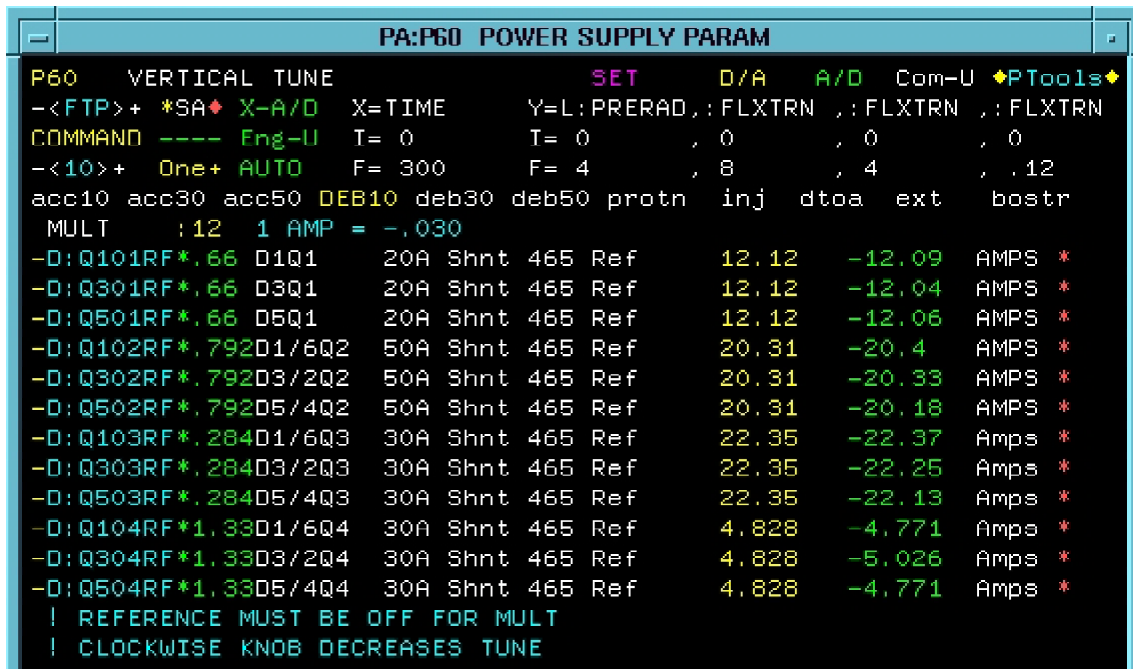 PA:P60 POWER SUPPLY PARAM
P60 VERTICAL TUNE SET D/A A/D Com-U ◆PTools◆
-<FTP>+ *SA◆ X-A/D X=TIME Y=L:PRERAD,:FLXTRN ,:FLXTRN ,:FLXTRN
COMMAND ---- Eng-U I= 0 I= 0 , 0 , 0 , 0
-<10>+ One+ AUTO F= 300 F= 4 , 8 , 4 , .12
acc10 acc30 acc50 DEB10 deb30 deb50 protn inj dtoa ext bostr
MULT :12 1 AMP = -.030
-D:Q101RF*.66 D1Q1 20A Shnt 465 Ref 12.12 -12.09 AMPS *
-D:Q301RF*.66 D3Q1 20A Shnt 465 Ref 12.12 -12.04 AMPS *
-D:Q501RF*.66 D5Q1 20A Shnt 465 Ref 12.12 -12.06 AMPS *
-D:Q102RF*.792D1/6Q2 50A Shnt 465 Ref 20.31 -20.4 AMPS *
-D:Q302RF*.792D3/2Q2 50A Shnt 465 Ref 20.31 -20.33 AMPS *
-D:Q502RF*.792D5/4Q2 50A Shnt 465 Ref 20.31 -20.18 AMPS *
-D:Q103RF*.284D1/6Q3 30A Shnt 465 Ref 22.35 -22.37 Amps *
-D:Q303RF*.284D3/2Q3 30A Shnt 465 Ref 22.35 -22.25 Amps *
-D:Q503RF*.284D5/4Q3 30A Shnt 465 Ref 22.35 -22.13 Amps *
-D:Q104RF*1.33D1/6Q4 30A Shnt 465 Ref 4.828 -4.771 Amps *
-D:Q304RF*1.33D3/2Q4 30A Shnt 465 Ref 4.828 -5.026 Amps *
-D:Q504RF*1.33D5/4Q4 30A Shnt 465 Ref 4.828 -4.771 Amps *
! REFERENCE MUST BE OFF FOR MULT
! CLOCKWISE KNOB DECREASES TUNE